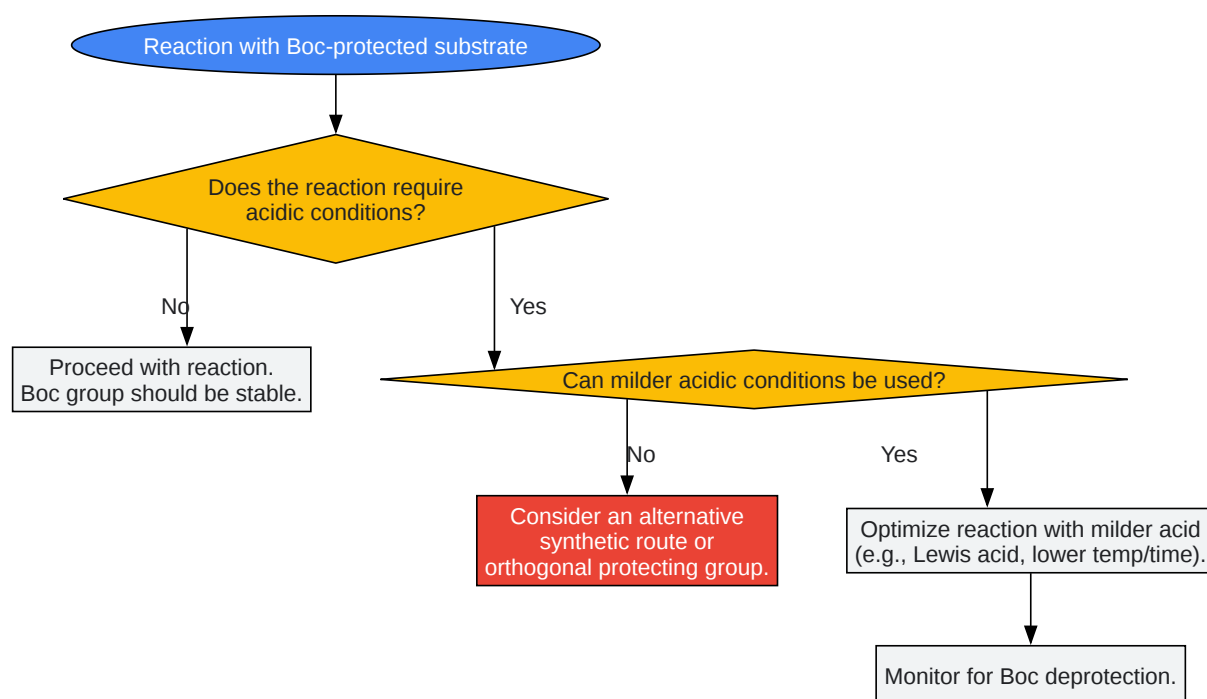 Reaction with Boc-protected substrate
Does the reaction require
acidic conditions?
No
Yes
Proceed with reaction.
Boc group should be stable.
Can milder acidic conditions be used?
No
Yes
Consider an alternative
synthetic route or
orthogonal protecting group.
Optimize reaction with milder acid
(e.g., Lewis acid, lower temp/time).
Monitor for Boc deprotection.